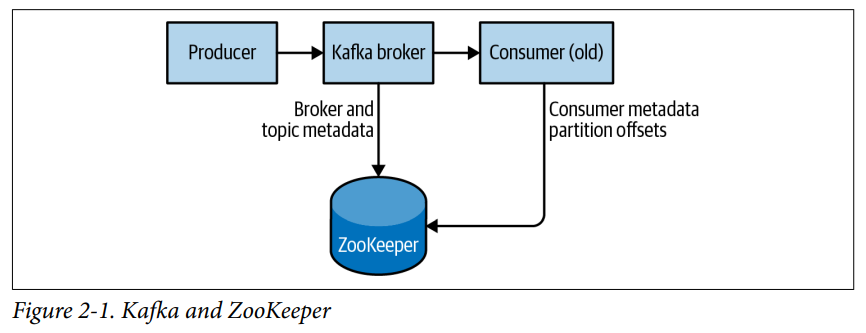 Producer
Kafka broker
Consumer (old)
Broker and
topic metadata
Consumer metadata
partition offsets
ZooKeeper
Figure 2-1. Kafka and ZooKeeper